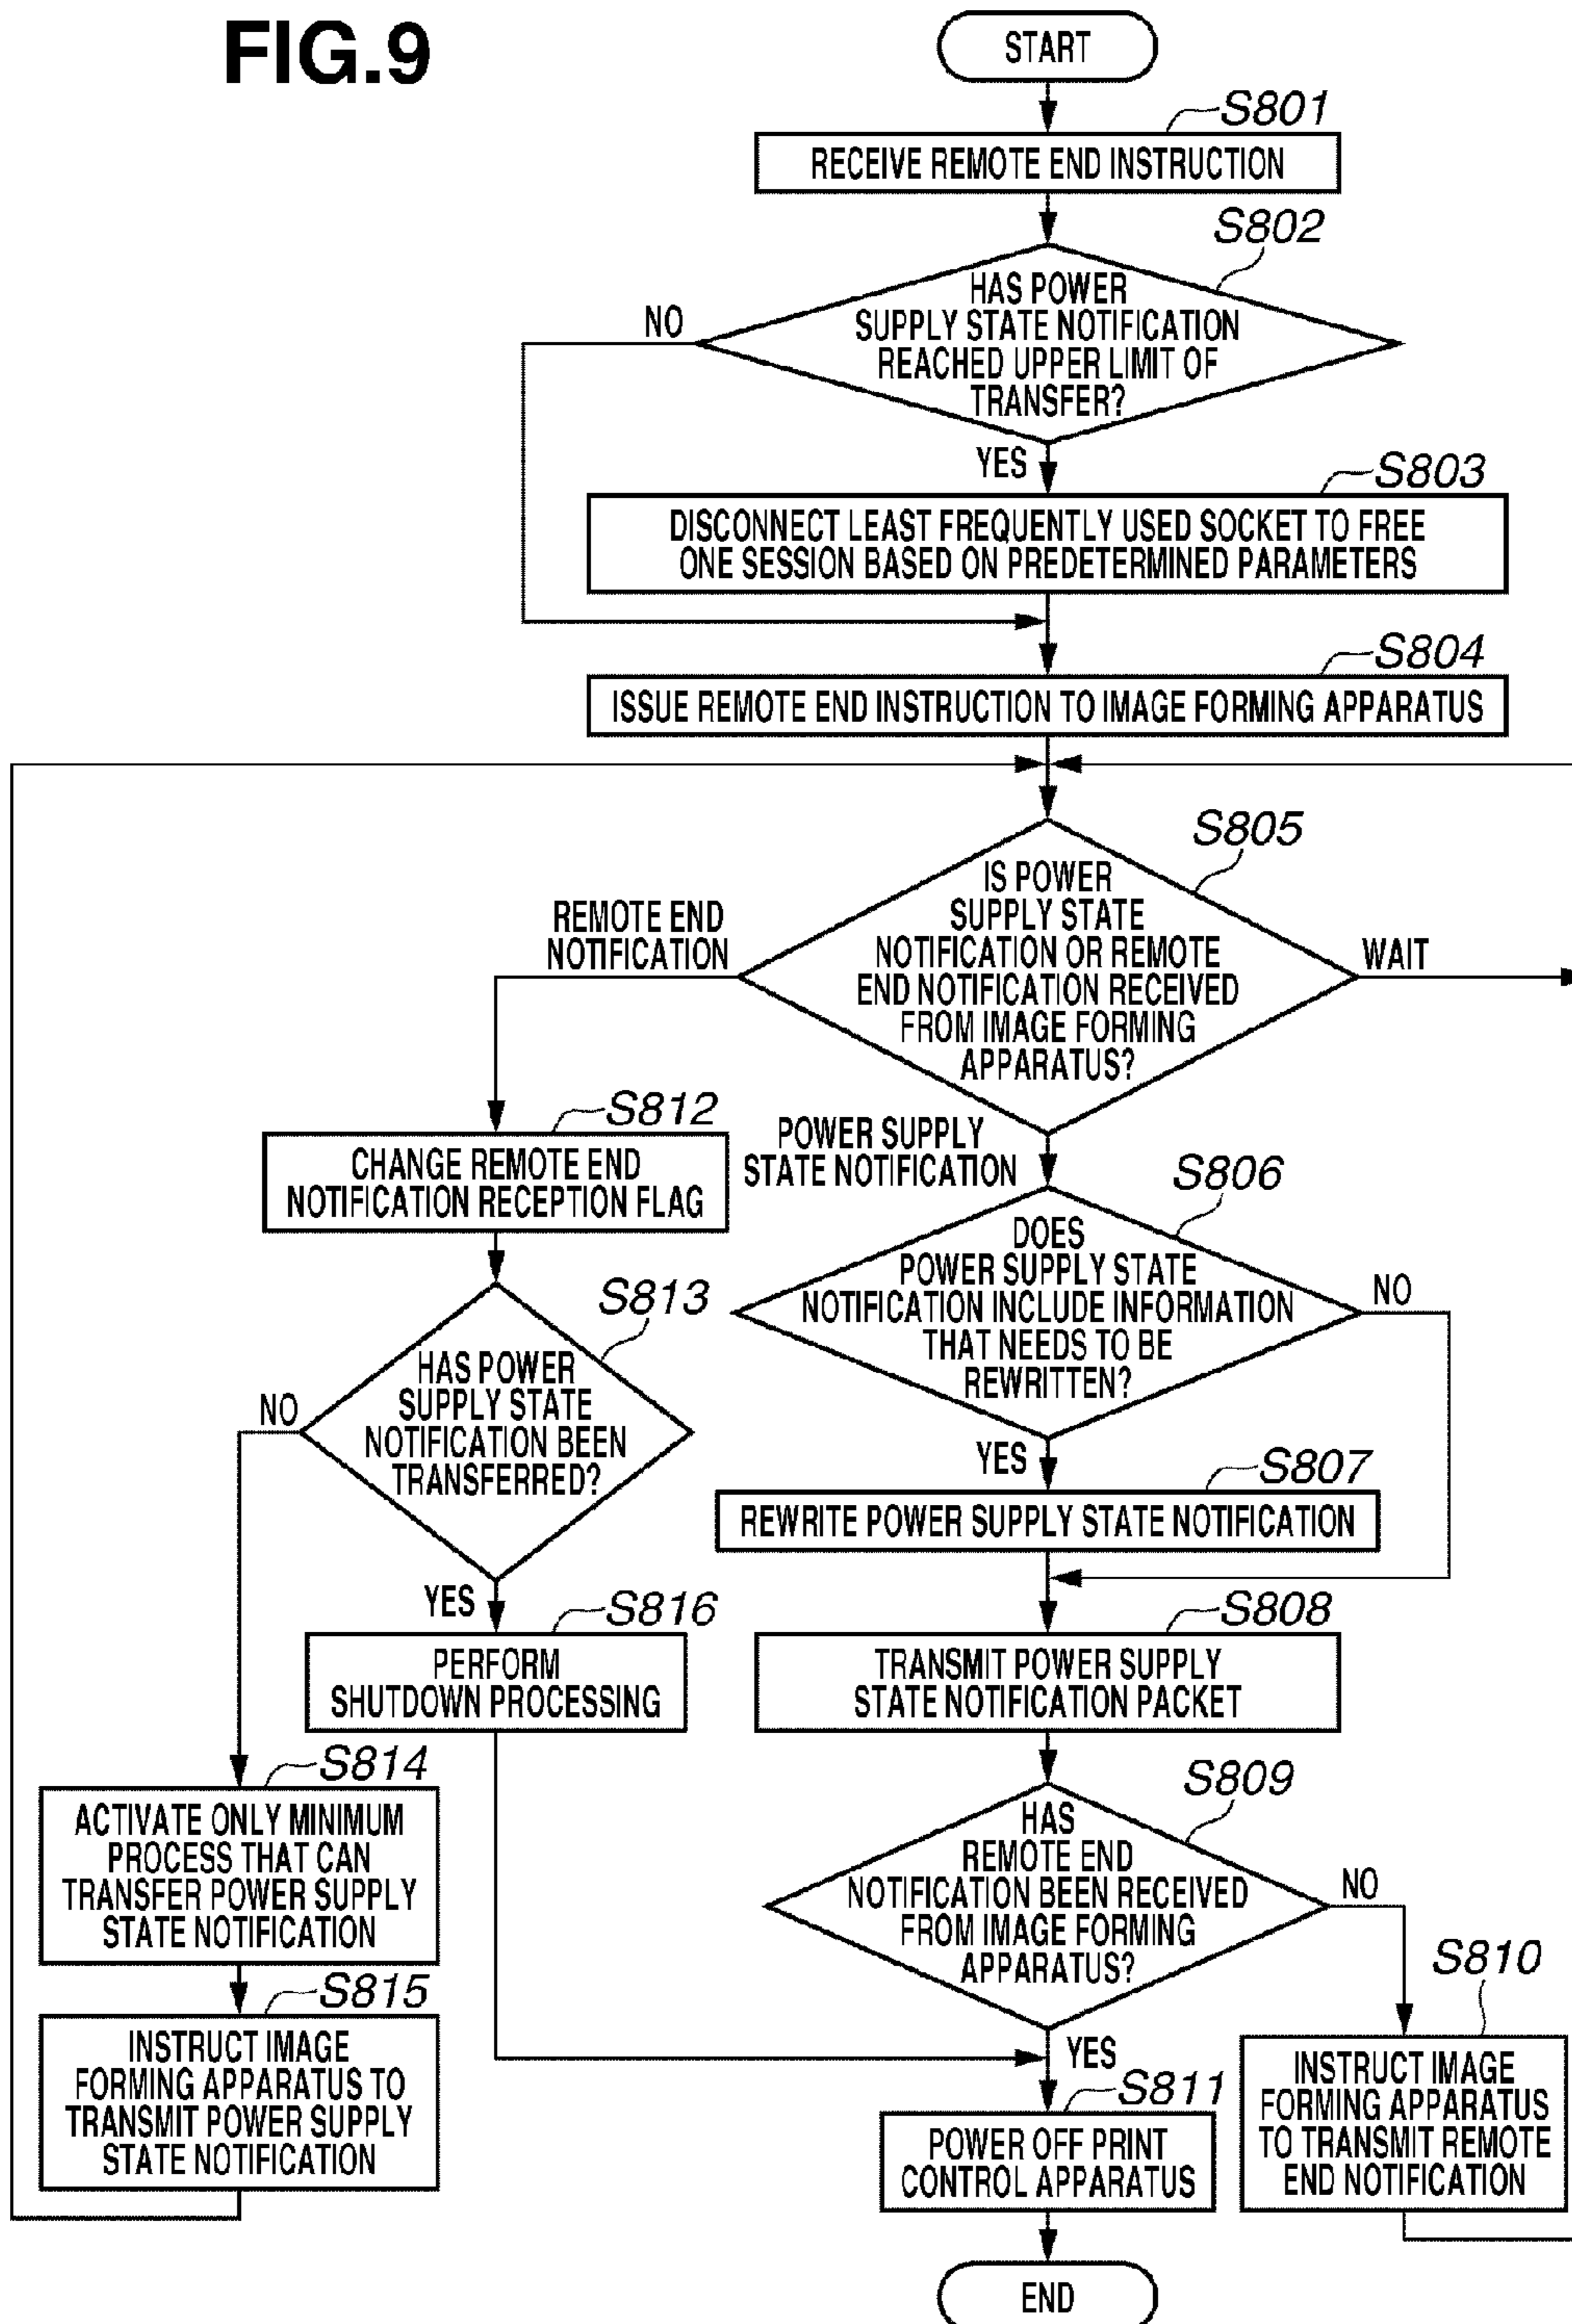 FIG.9
START
S801
RECEIVE REMOTE END INSTRUCTION
S802
HAS POWER
SUPPLY STATE NOTIFICATION
REACHED UPPER LIMIT OF
TRANSFER?
NO
YES
S803
DISCONNECT LEAST FREQUENTLY USED SOCKET TO FREE
ONE SESSION BASED ON PREDETERMINED PARAMETERS
S804
ISSUE REMOTE END INSTRUCTION TO IMAGE FORMING APPARATUS
S805
IS POWER
SUPPLY STATE
NOTIFICATION OR REMOTE
END NOTIFICATION RECEIVED
FROM IMAGE FORMING
APPARATUS?
REMOTE END
NOTIFICATION
WAIT
POWER SUPPLY
STATE NOTIFICATION
S812
CHANGE REMOTE END
NOTIFICATION RECEPTION FLAG
S806
DOES
POWER SUPPLY STATE
NOTIFICATION INCLUDE INFORMATION
THAT NEEDS TO BE
REWRITTEN?
NO
YES
S813
HAS POWER
SUPPLY STATE
NOTIFICATION BEEN
TRANSFERRED?
NO
YES
S807
REWRITE POWER SUPPLY STATE NOTIFICATION
S816
PERFORM
SHUTDOWN PROCESSING
S808
TRANSMIT POWER SUPPLY
STATE NOTIFICATION PACKET
S814
ACTIVATE ONLY MINIMUM
PROCESS THAT CAN
TRANSFER POWER SUPPLY
STATE NOTIFICATION
S809
HAS
REMOTE END
NOTIFICATION BEEN RECEIVED
FROM IMAGE FORMING
APPARATUS?
NO
YES
S815
INSTRUCT IMAGE
FORMING APPARATUS TO
TRANSMIT POWER SUPPLY
STATE NOTIFICATION
S810
INSTRUCT IMAGE
FORMING APPARATUS
TO TRANSMIT REMOTE
END NOTIFICATION
S811
POWER OFF PRINT
CONTROL APPARATUS
END